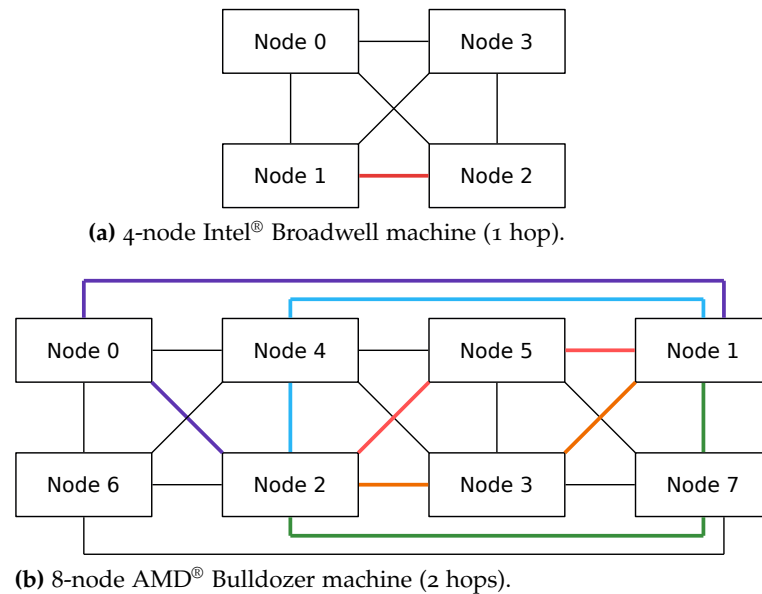 Node 0 Node 3
Node 1 Node 2
(a) 4-node Intel® Broadwell machine (1 hop).
Node 0 Node 4 Node 5 Node 1
Node 6 Node 2 Node 3 Node 7
(b) 8-node AMD® Bulldozer machine (2 hops).